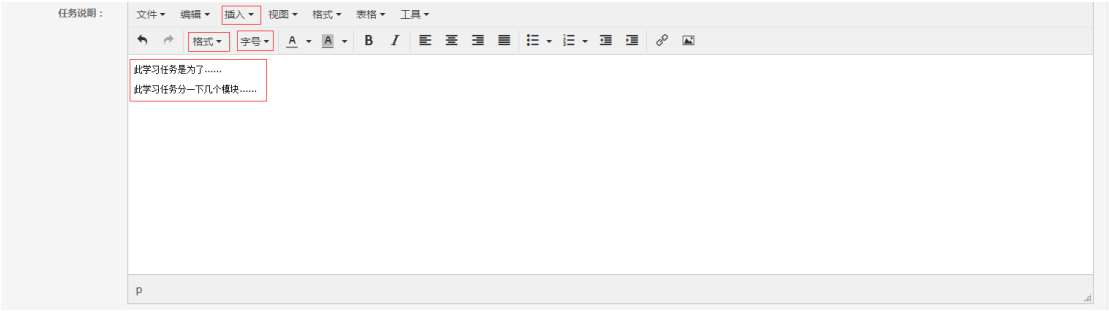 任务说明：
文件 编辑 插入 视图 格式 表格 工具
格式 字号 A A B I
此学习任务是为了......
此学习任务分一下几个模块......
p